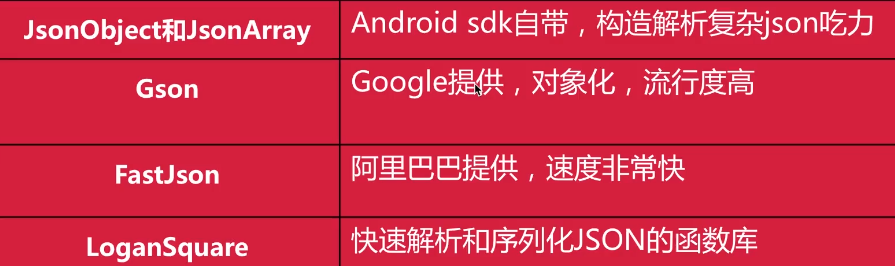 JsonObject和JsonArray
Android sdk自带，构造解析复杂json吃力
Gson
Google提供，对象化，流行度高
FastJson
阿里巴巴提供，速度非常快
LoganSquare
快速解析和序列化JSON的函数库